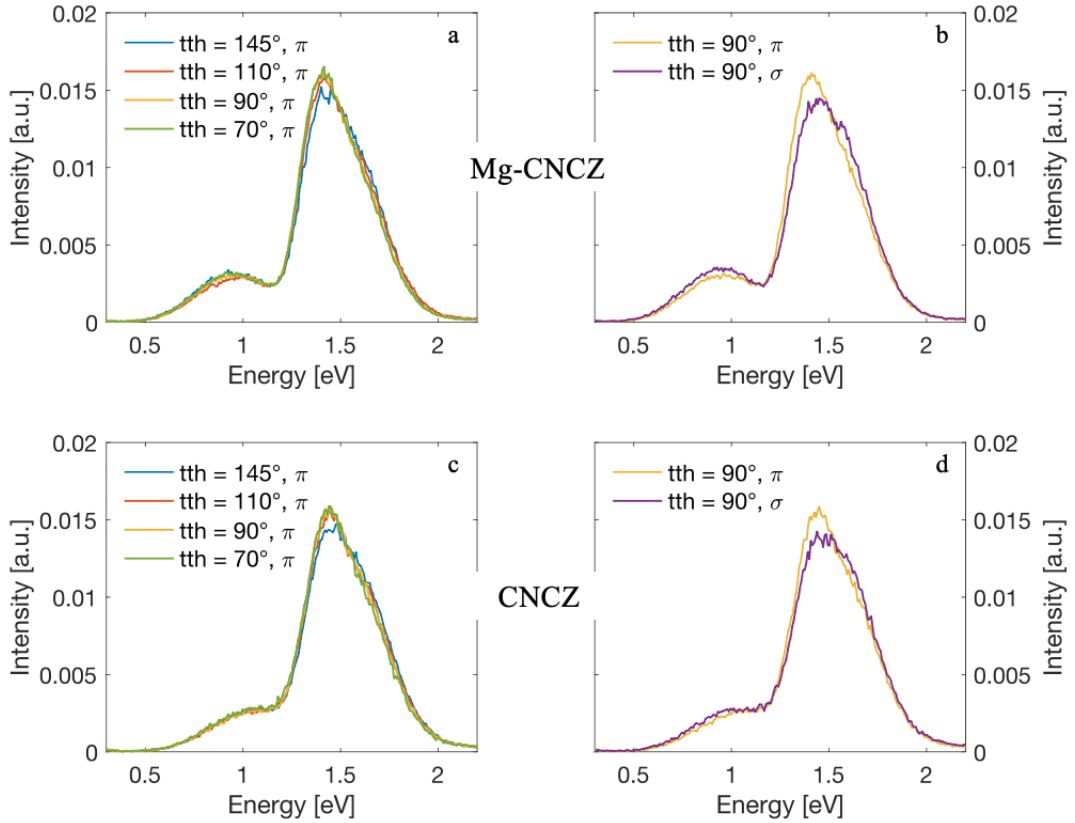 a
tth = 145°, π
tth = 110°, π
tth = 90°, π
tth = 70°, π
Intensity [a.u.]
0.02
0.015
0.01
0.005
0
0.5
1
1.5
2
Energy [eV]
Mg-CNCZ
b
tth = 90°, π
tth = 90°, σ
0.02
0.015
0.01
0.005
0
Intensity [a.u.]
0.5
1
1.5
2
Energy [eV]
c
tth = 145°, π
tth = 110°, π
tth = 90°, π
tth = 70°, π
Intensity [a.u.]
0.02
0.015
0.01
0.005
0
0.5
1
1.5
2
Energy [eV]
CNCZ
d
tth = 90°, π
tth = 90°, σ
0.02
0.015
0.01
0.005
0
Intensity [a.u.]
0.5
1
1.5
2
Energy [eV]